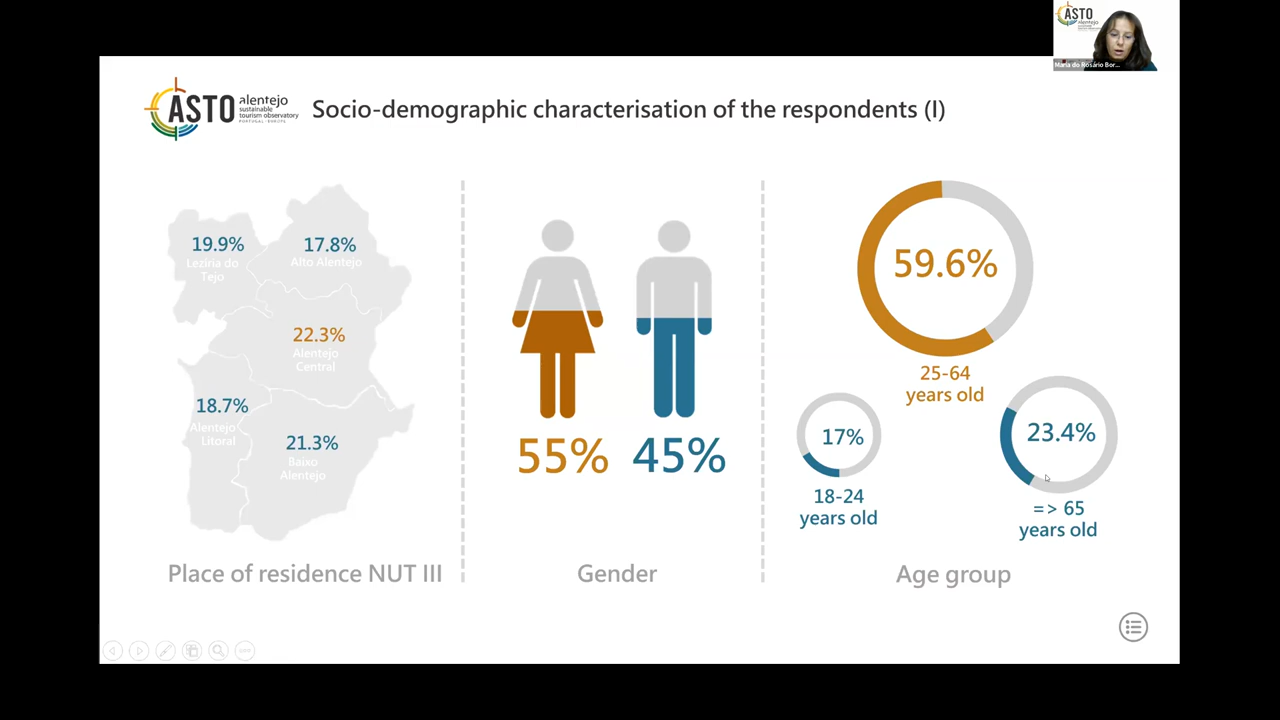 ASTO
alentejo
sustainable
tourism observatory
PORTUGAL · EUROPE
Socio-demographic characterisation of the respondents (I)
ASTO
alentejo
Maria do Rosário Bor...
19.9%
Lezíria do
Tejo
17.8%
Alto Alentejo
22.3%
Alentejo
Central
18.7%
Alentejo
Litoral
21.3%
Baixo
Alentejo
Place of residence NUT III
55%
45%
Gender
59.6%
25-64
years old
17%
18-24
years old
23.4%
=> 65
years old
Age group